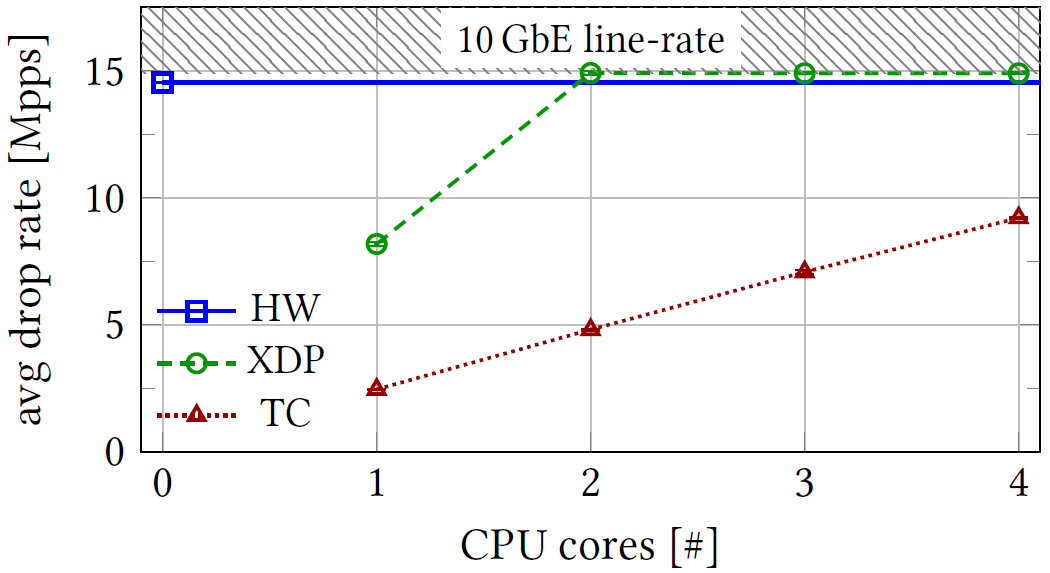 10 GbE line-rate
avg drop rate [Mpps]
15
10
5
0
HW
XDP
TC
0 1 2 3 4
CPU cores [#]